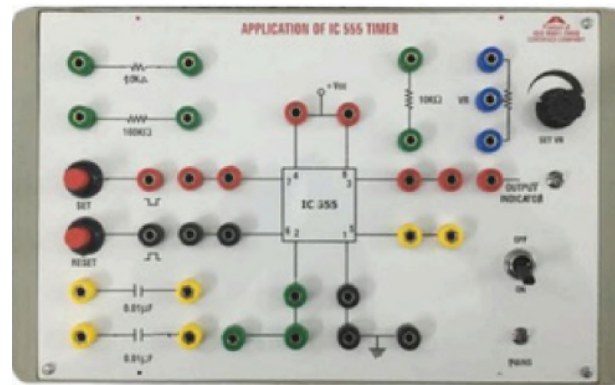 APPLICATION OF IC 555 TIMER
10KΩ
+ Vcc
10KΩ
VR
100KΩ
SET VR
7
4
8
3
SET
IC 555
OUTPUT
INDICATOR
6
2
1
5
RESET
OFF
ON
0.01µF
0.01µF
MAINS